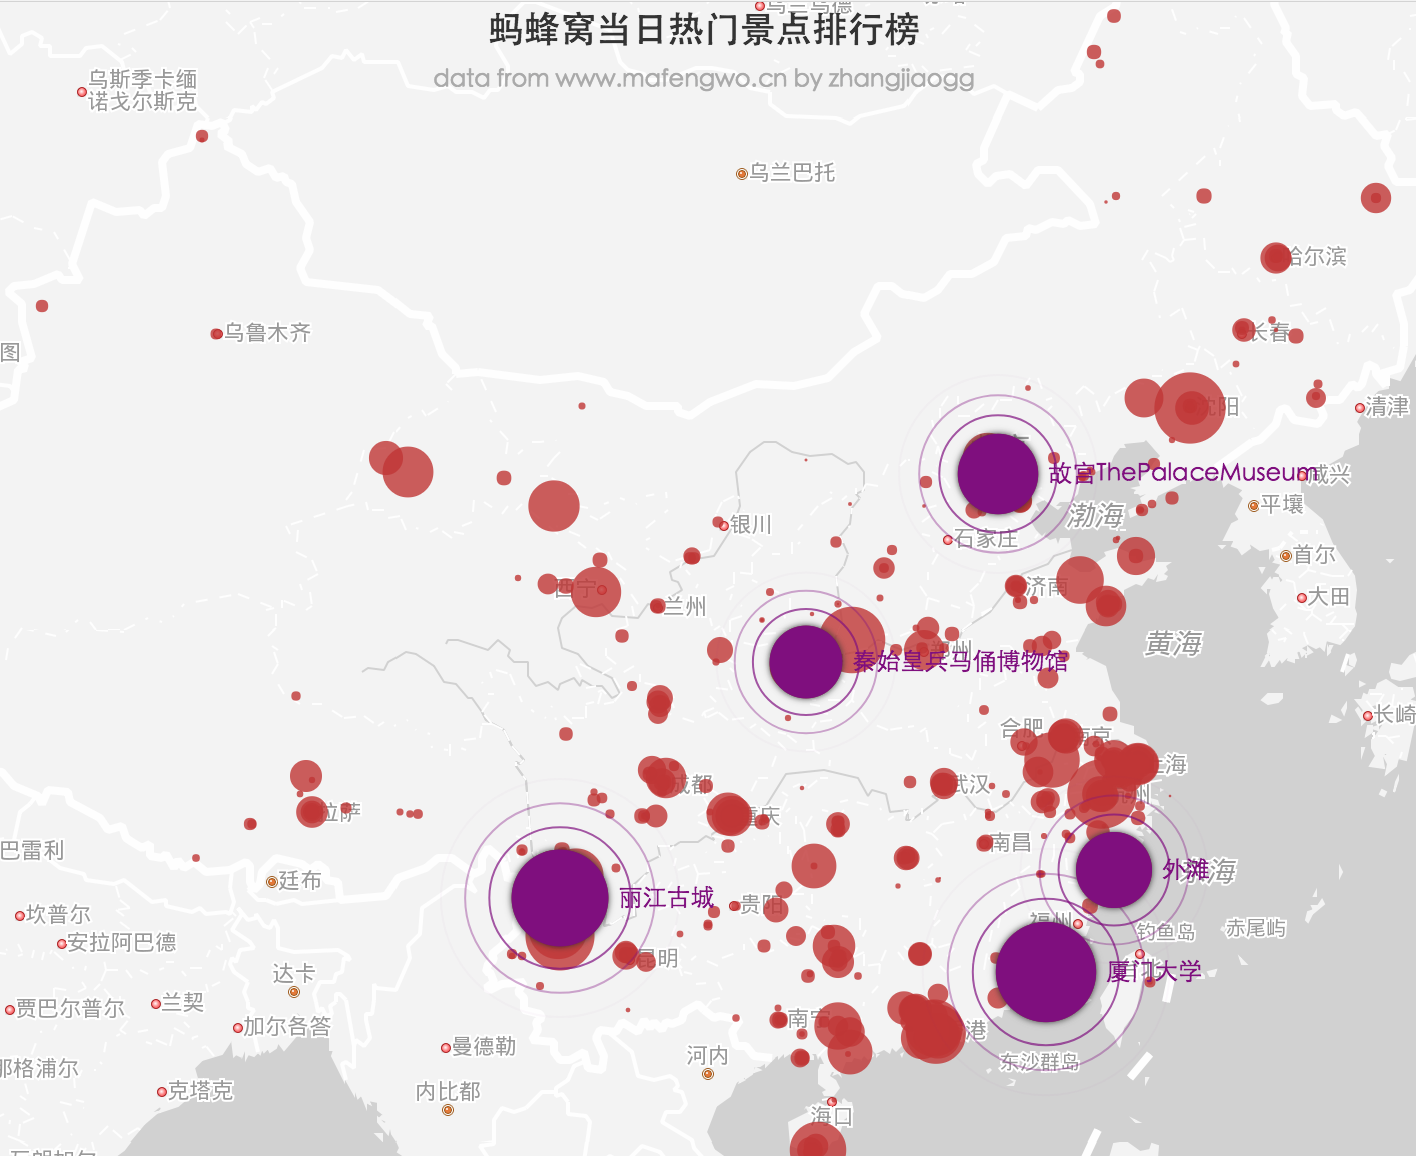 蚂蜂窝当日热门景点排行榜
data from www.mafengwo.cn by zhangjiaogg
乌斯季卡缅
诺戈尔斯克
乌兰巴托
哈尔滨
乌鲁木齐
长春
图
沈阳
清津
故宫ThePalaceMuseum
咸兴
平壤
渤海
银川
石家庄
首尔
西宁
济南
大田
兰州
黄海
郑州
秦始皇兵马俑博物馆
长崎
合肥
南京
上海
成都
武汉
杭州
拉萨
重庆
南昌
巴雷利
外滩
东海
廷布
丽江古城
贵阳
坎普尔
福州
赤尾屿
钓鱼岛
安拉阿巴德
昆明
达卡
台北
厦门大学
兰契
贾巴尔普尔
加尔各答
南宁
香港
曼德勒
河内
东沙群岛
那格浦尔
克塔克
内比都
海口